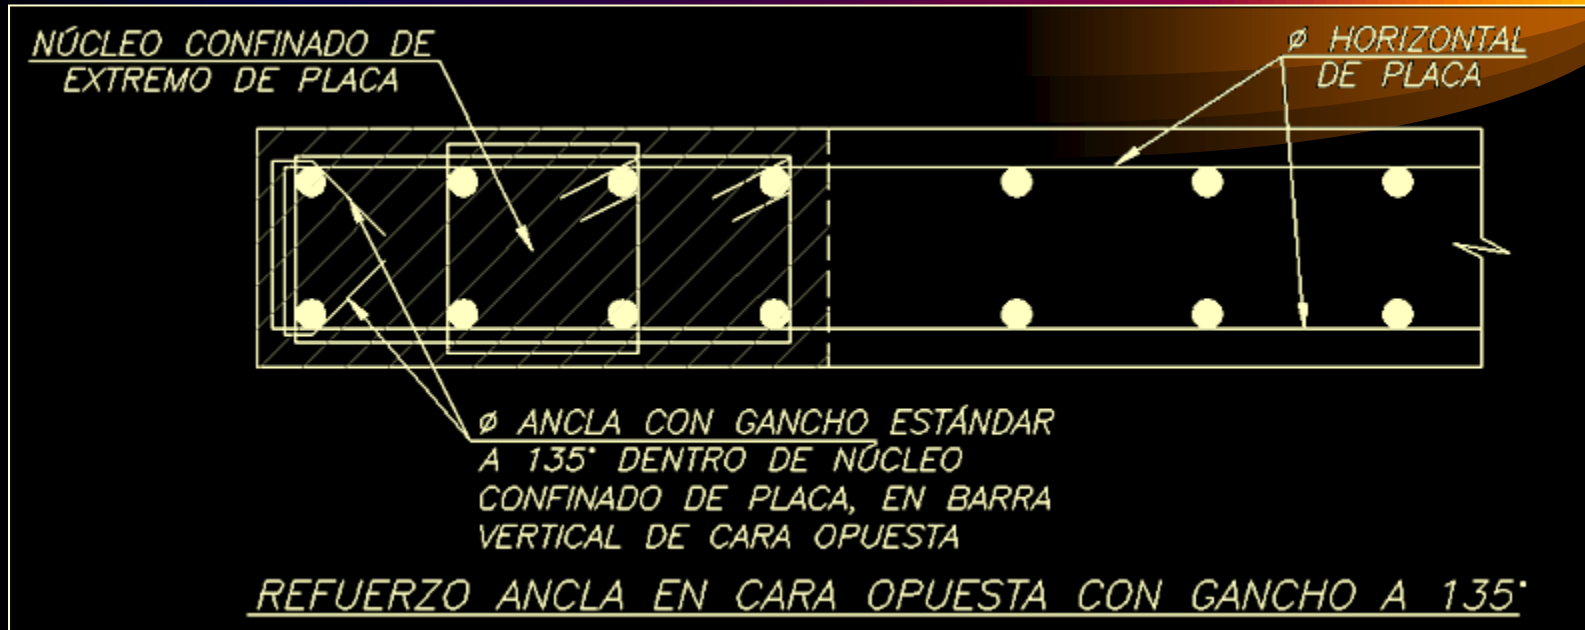 NÚCLEO CONFINADO DE
EXTREMO DE PLACA
ø HORIZONTAL
DE PLACA
ø ANCLA CON GANCHO ESTÁNDAR
A 135° DENTRO DE NÚCLEO
CONFINADO DE PLACA, EN BARRA
VERTICAL DE CARA OPUESTA
REFUERZO ANCLA EN CARA OPUESTA CON GANCHO A 135°